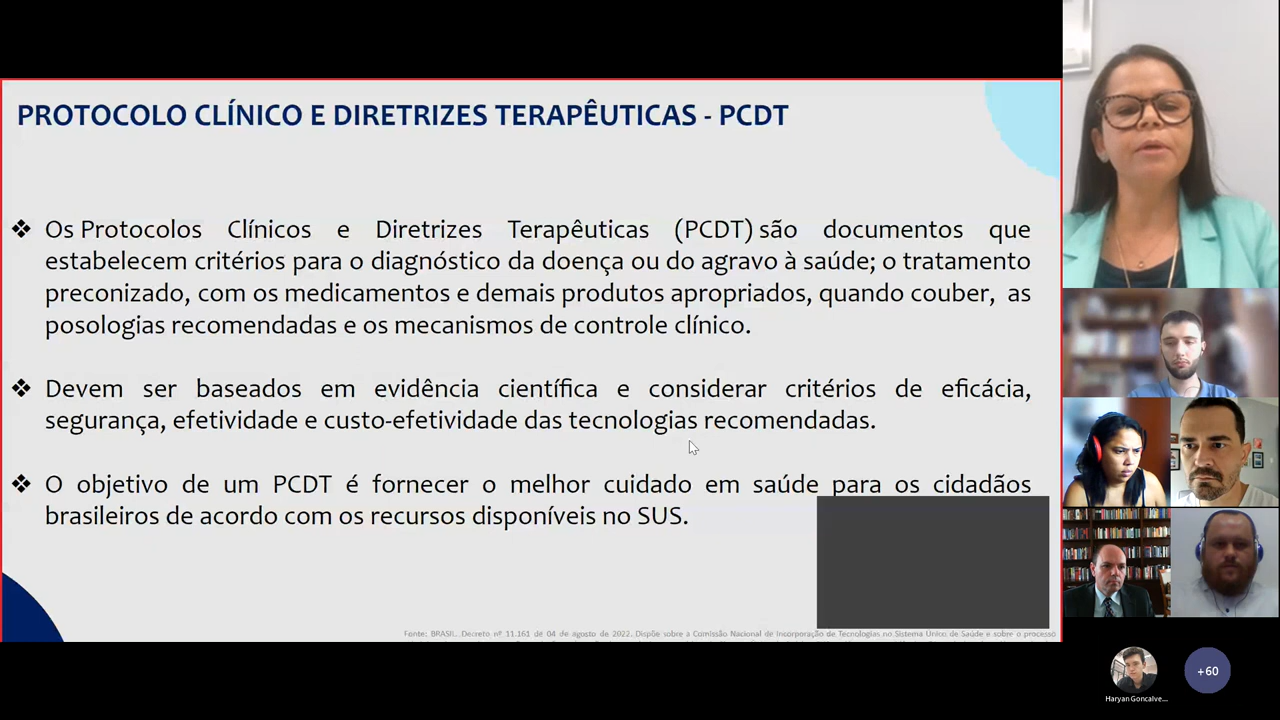 PROTOCOLO CLÍNICO E DIRETRIZES TERAPÊUTICAS - PCDT
❖ Os Protocolos Clínicos e Diretrizes Terapêuticas (PCDT) são documentos que
estabelecem critérios para o diagnóstico da doença ou do agravo à saúde; o tratamento
preconizado, com os medicamentos e demais produtos apropriados, quando couber, as
posologias recomendadas e os mecanismos de controle clínico.
❖ Devem ser baseados em evidência científica e considerar critérios de eficácia,
segurança, efetividade e custo-efetividade das tecnologias recomendadas.
❖ O objetivo de um PCDT é fornecer o melhor cuidado em saúde para os cidadãos
brasileiros de acordo com os recursos disponíveis no SUS.
Fonte: BRASIL. Decreto nº 11.161 de 04 de agosto de 2022. Dispõe sobre a Comissão Nacional de Incorporação de Tecnologias no Sistema Único de Saúde e sobre o processo
+60
Haryan Goncalve...